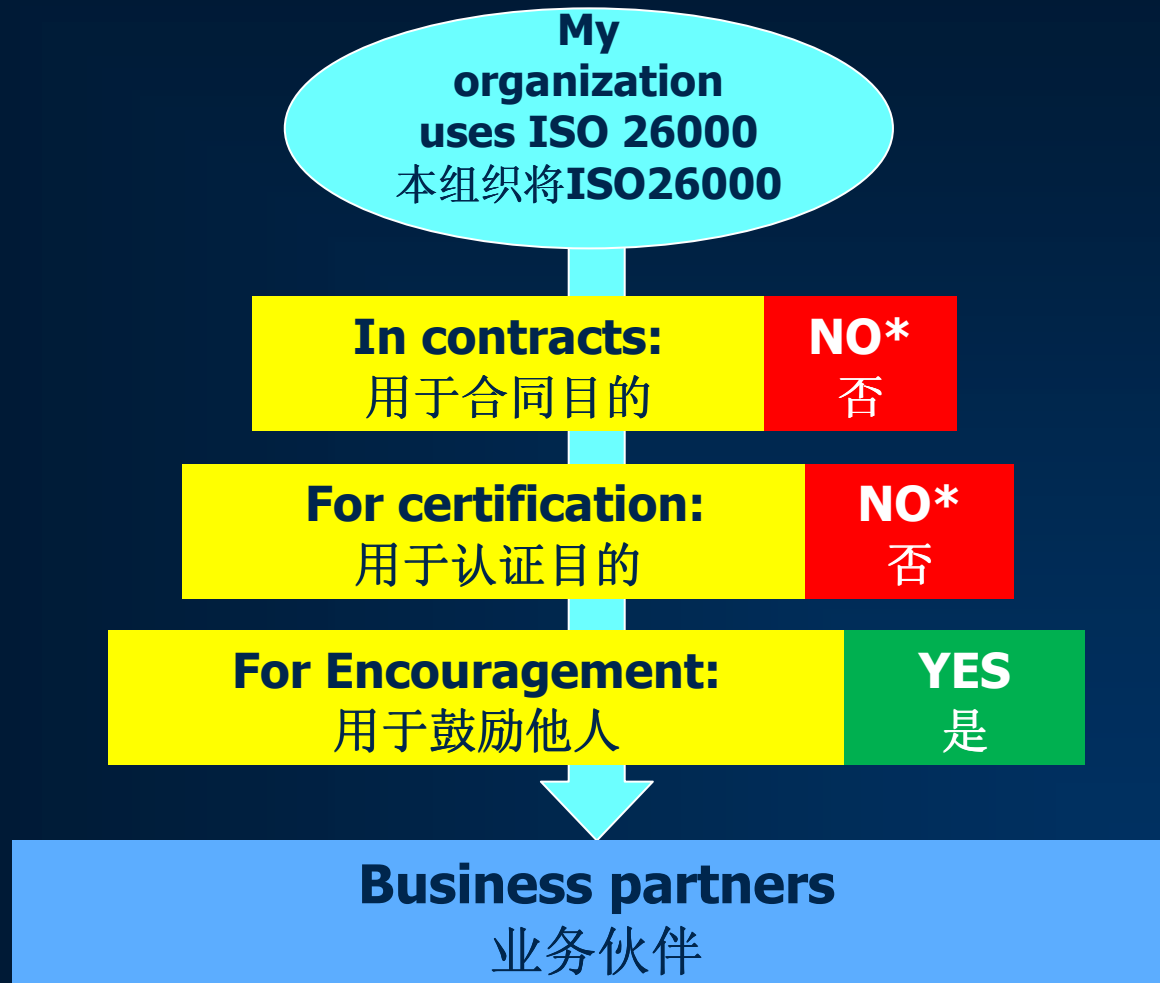 My
organization
uses ISO 26000
本组织将ISO26000
In contracts:
用于合同目的
NO*
否
For certification:
用于认证目的
NO*
否
For Encouragement:
用于鼓励他人
YES
是
Business partners
业务伙伴